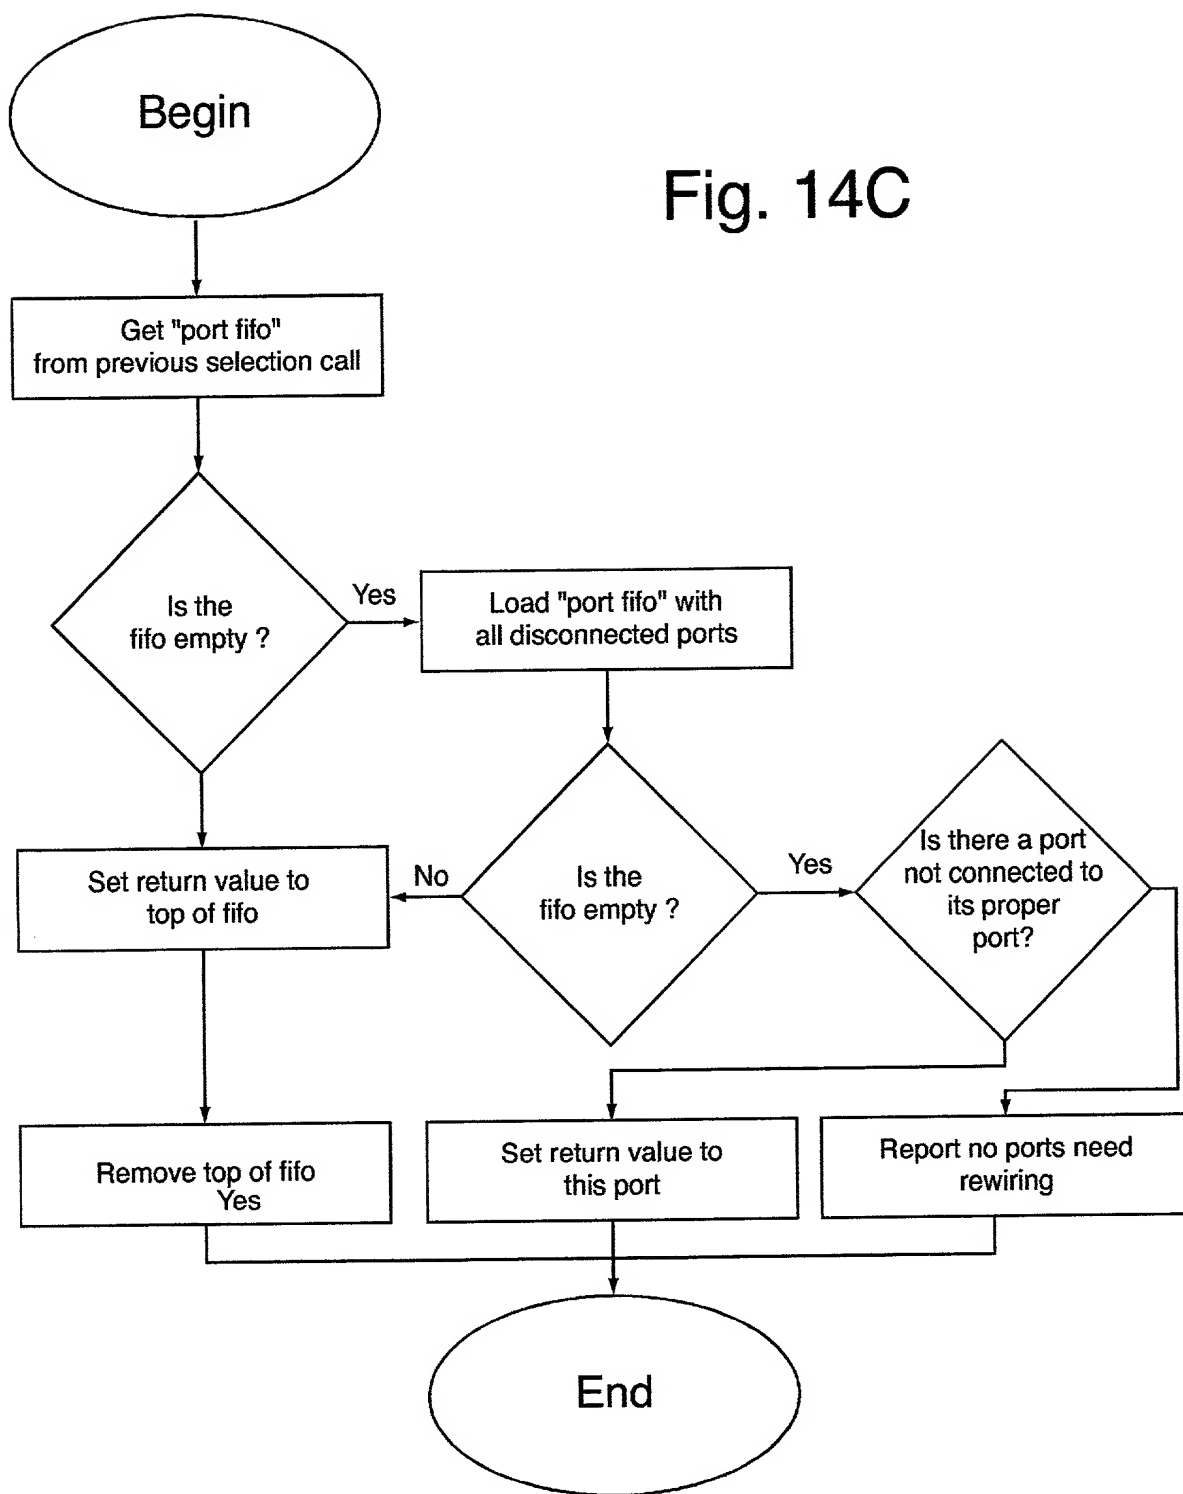 Begin
Fig. 14C
Get "port fifo"
from previous selection call
Is the
fifo empty ?
Yes
Load "port fifo" with
all disconnected ports
Set return value to
top of fifo
No
Is the
fifo empty ?
Yes
Is there a port
not connected to
its proper
port?
Remove top of fifo
Yes
Set return value to
this port
Report no ports need
rewiring
End